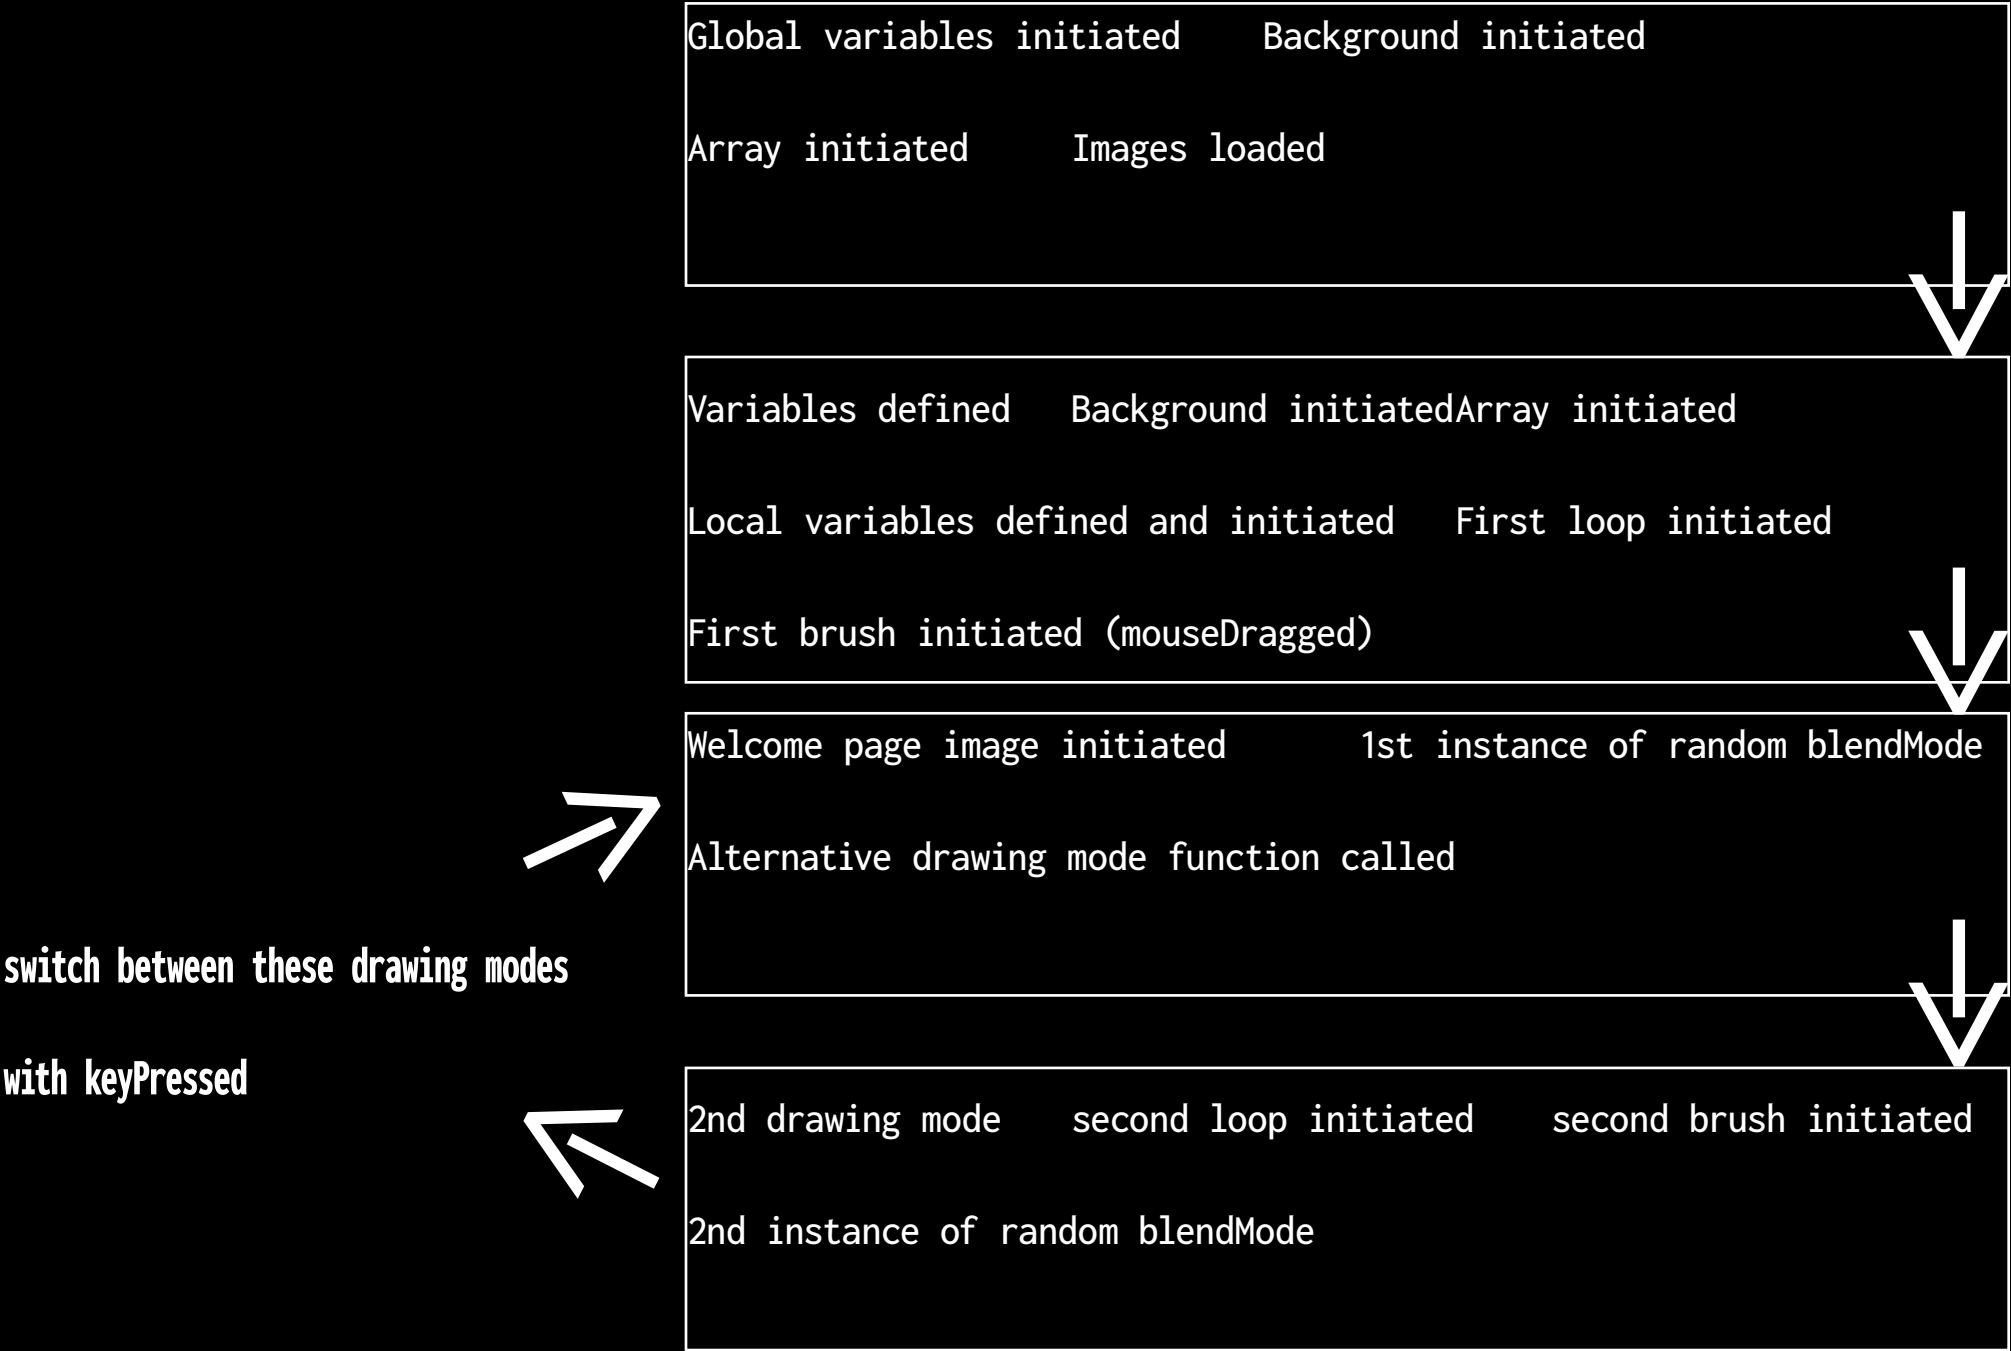 Global variables initiated Background initiated
Array initiated Images loaded
Variables defined Background initiatedArray initiated
Local variables defined and initiated First loop initiated
First brush initiated (mouseDragged)
Welcome page image initiated 1st instance of random blendMode
Alternative drawing mode function called
switch between these drawing modes
with keyPressed
2nd drawing mode second loop initiated second brush initiated
2nd instance of random blendMode